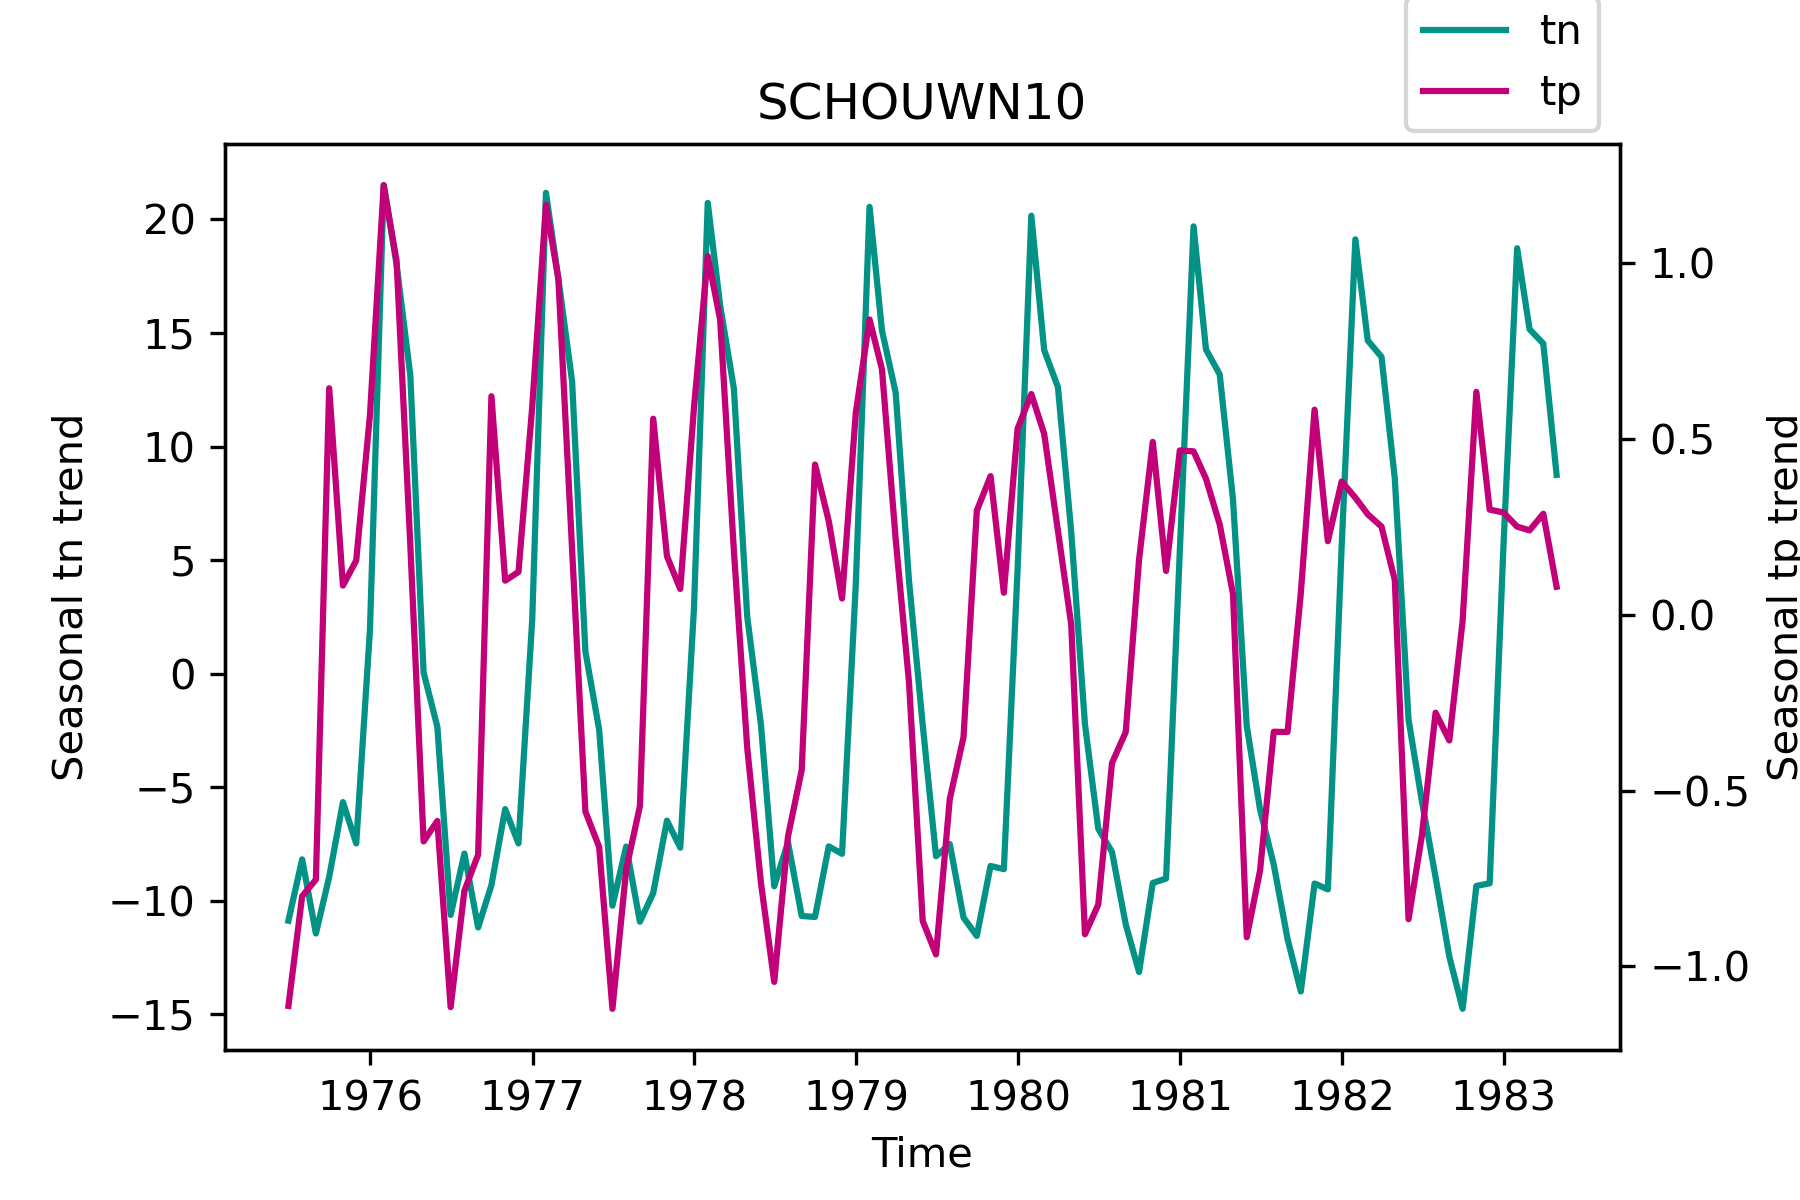 tn
tp
SCHOUWN10
Seasonal tn trend
20
15
10
5
0
−5
−10
−15
1.0
0.5
0.0
−0.5
−1.0
Seasonal tp trend
1976 1977 1978 1979 1980 1981 1982 1983
Time